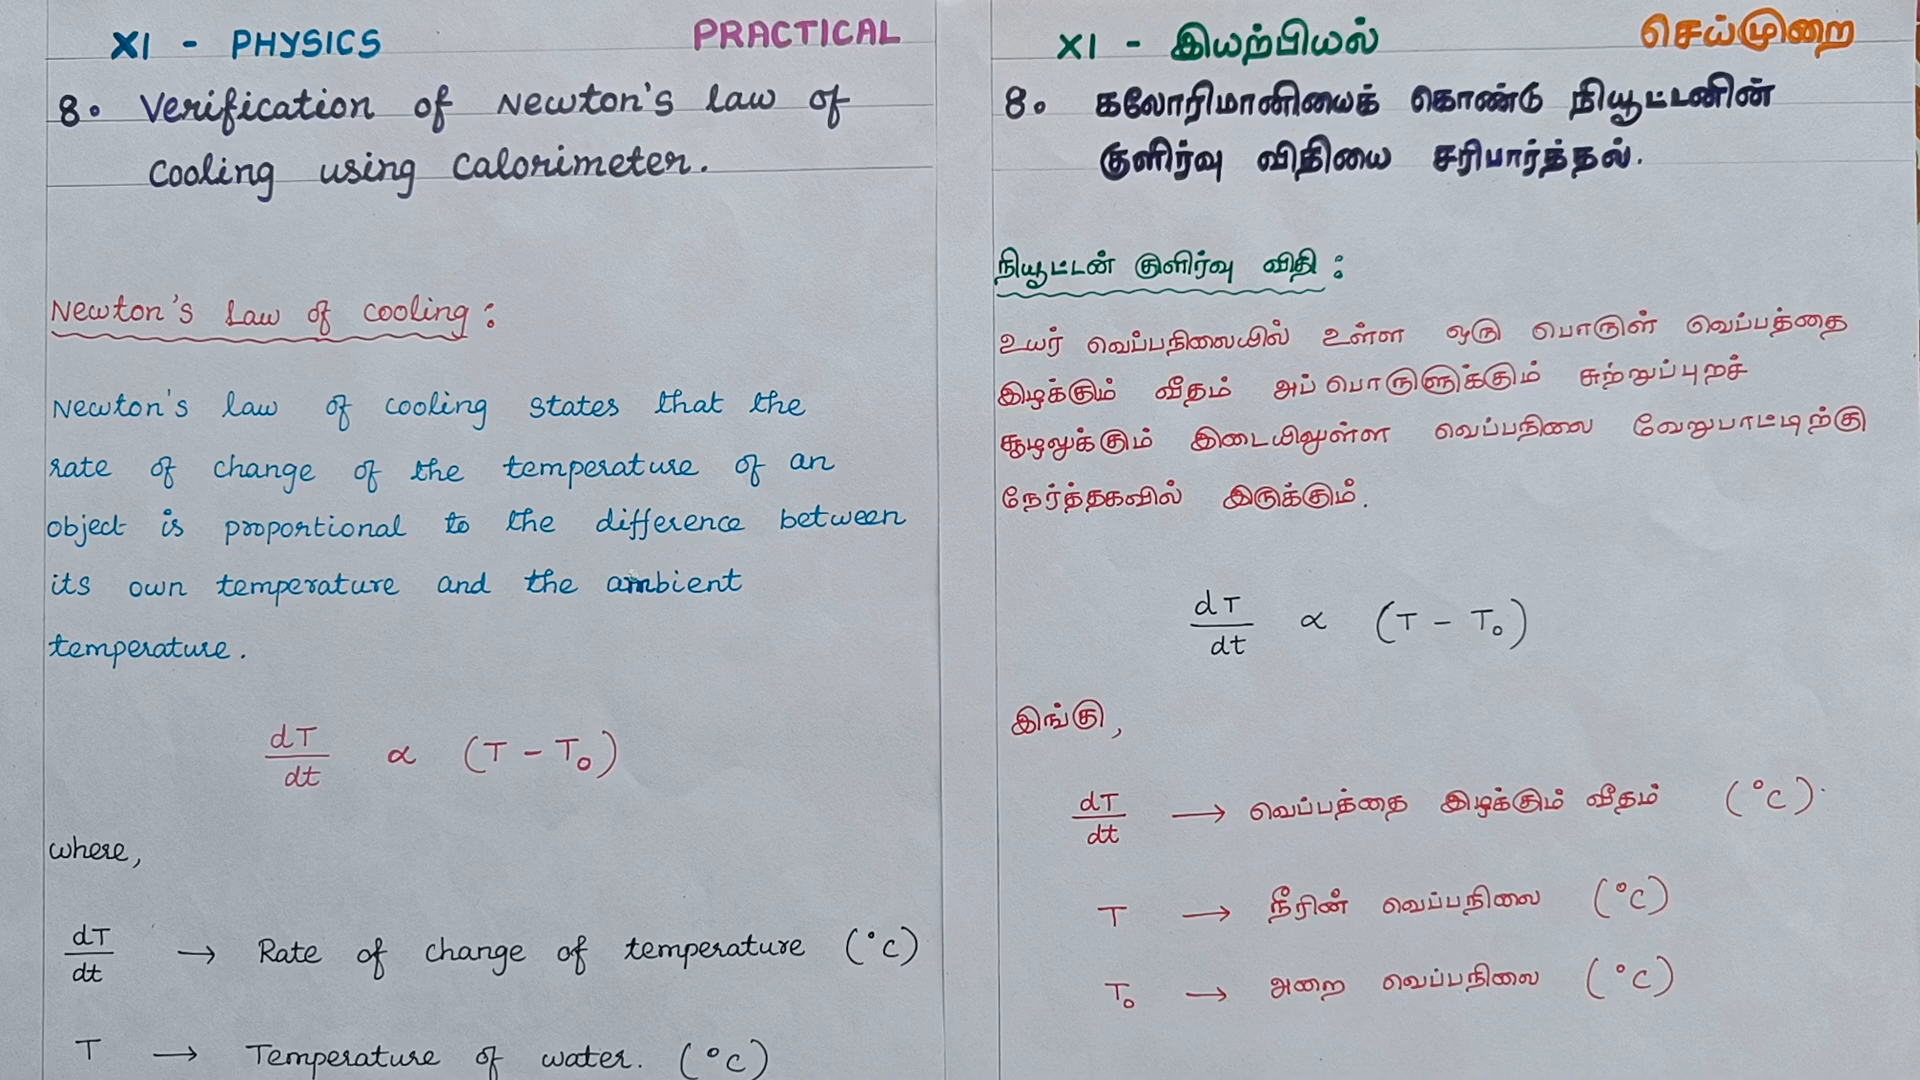 XI - PHYSICS PRACTICAL
8. Verification of Newton's law of
cooling using calorimeter.
Newton's Law of cooling :
Newton's law of cooling states that the
rate of change of the temperature of an
object is proportional to the difference between
its own temperature and the ambient
temperature.
dT/dt ∝ (T - T₀)
where,
dT/dt → Rate of change of temperature (°C)
T → Temperature of water. (°C)
XI - இயற்பியல் செய்முறை
8. கலோரிமானியைக் கொண்டு நியூட்டனின்
குளிர்வு விதியை சரிபார்த்தல்.
நியூட்டன் குளிர்வு விதி :
உயர் வெப்பநிலையில் உள்ள ஒரு பொருள் வெப்பத்தை
இழக்கும் வீதம் அப்பொருளுக்கும் சுற்றுப்புறச்
சூழலுக்கும் இடையிலுள்ள வெப்பநிலை வேறுபாட்டிற்கு
நேர்த்தகவில் இருக்கும்.
dT/dt ∝ (T - T₀)
இங்கு,
dT/dt → வெப்பத்தை இழக்கும் வீதம் (°C).
T → நீரின் வெப்பநிலை (°C)
T₀ → அறை வெப்பநிலை (°C)